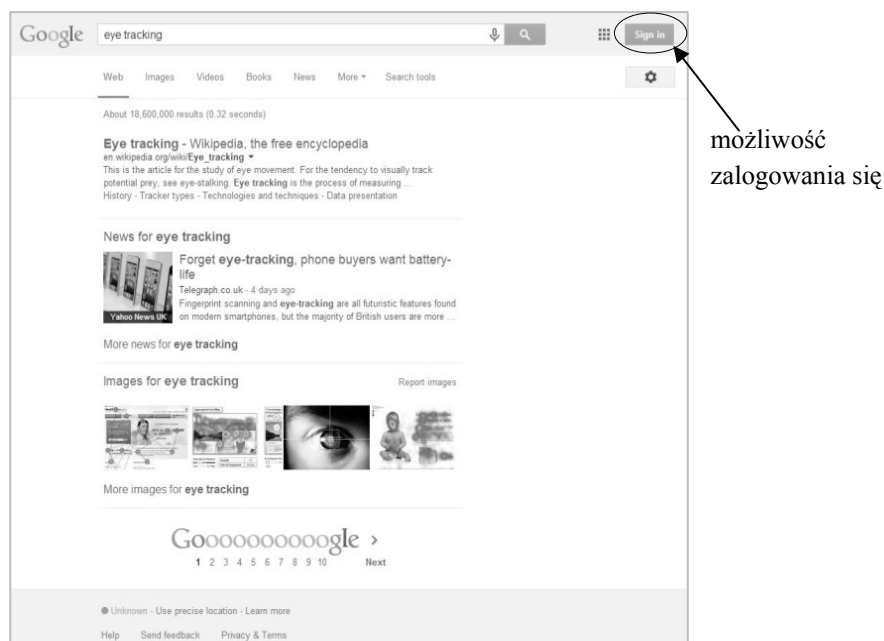 Google eye tracking Sign in
Web Images Videos Books News More Search tools
About 18,600,000 results (0.32 seconds)
Eye tracking - Wikipedia, the free encyclopedia
en.wikipedia.org/wiki/Eye_tracking
This is the article for the study of eye movement. For the tendency to visually track
potential prey, see eye-stalking. Eye tracking is the process of measuring ...
History - Tracker types - Technologies and techniques - Data presentation
News for eye tracking
Forget eye-tracking, phone buyers want battery-
life
Telegraph.co.uk - 4 days ago
Fingerprint scanning and eye-tracking are all futuristic features found
on modern smartphones, but the majority of British users are more ...
Yahoo News UK
More news for eye tracking
Images for eye tracking
Report images
More images for eye tracking
Goooooooooogle >
1 2 3 4 5 6 7 8 9 10 Next
Unknown - Use precise location - Learn more
Help Send feedback Privacy & Terms
możliwość
zalogowania się